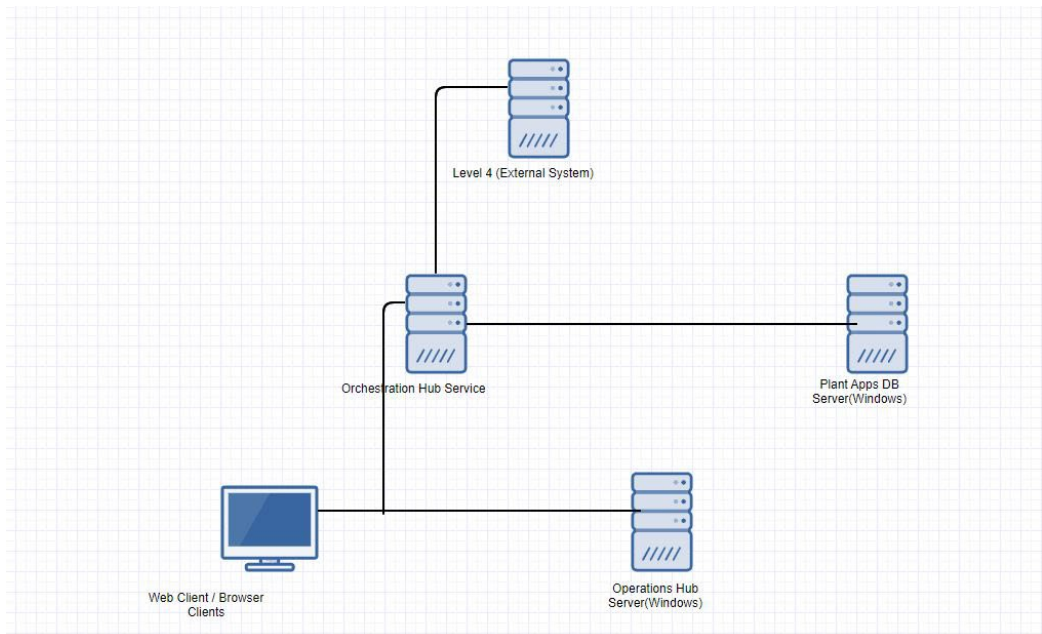 Level 4 (External System)
Orchestration Hub Service
Plant Apps DB
Server(Windows)
Web Client / Browser
Clients
Operations Hub
Server(Windows)